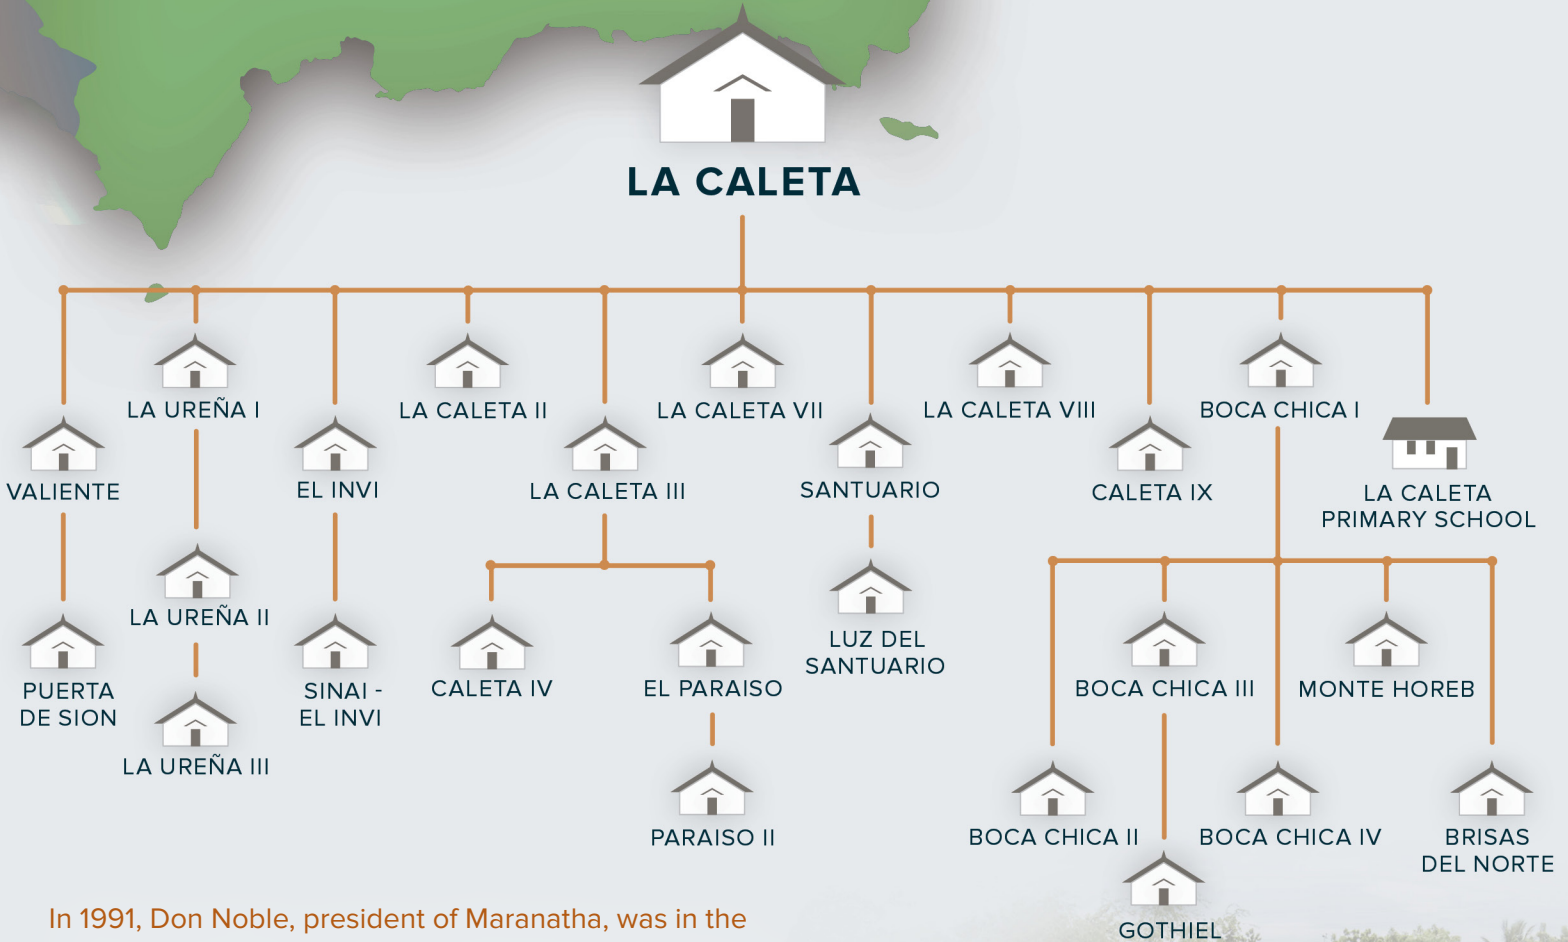 LA CALETA
LA UREÑA I
LA CALETA II
LA CALETA VII
LA CALETA VIII
BOCA CHICA I
VALIENTE
EL INVI
LA CALETA III
SANTUARIO
CALETA IX
LA CALETA
PRIMARY SCHOOL
LA UREÑA II
LUZ DEL
SANTUARIO
PUERTA
DE SION
SINAI -
EL INVI
CALETA IV
EL PARAISO
BOCA CHICA III
MONTE HOREB
LA UREÑA III
PARAISO II
BOCA CHICA II
BOCA CHICA IV
BRISAS
DEL NORTE
GOTHIEL
In 1991, Don Noble, president of Maranatha, was in the